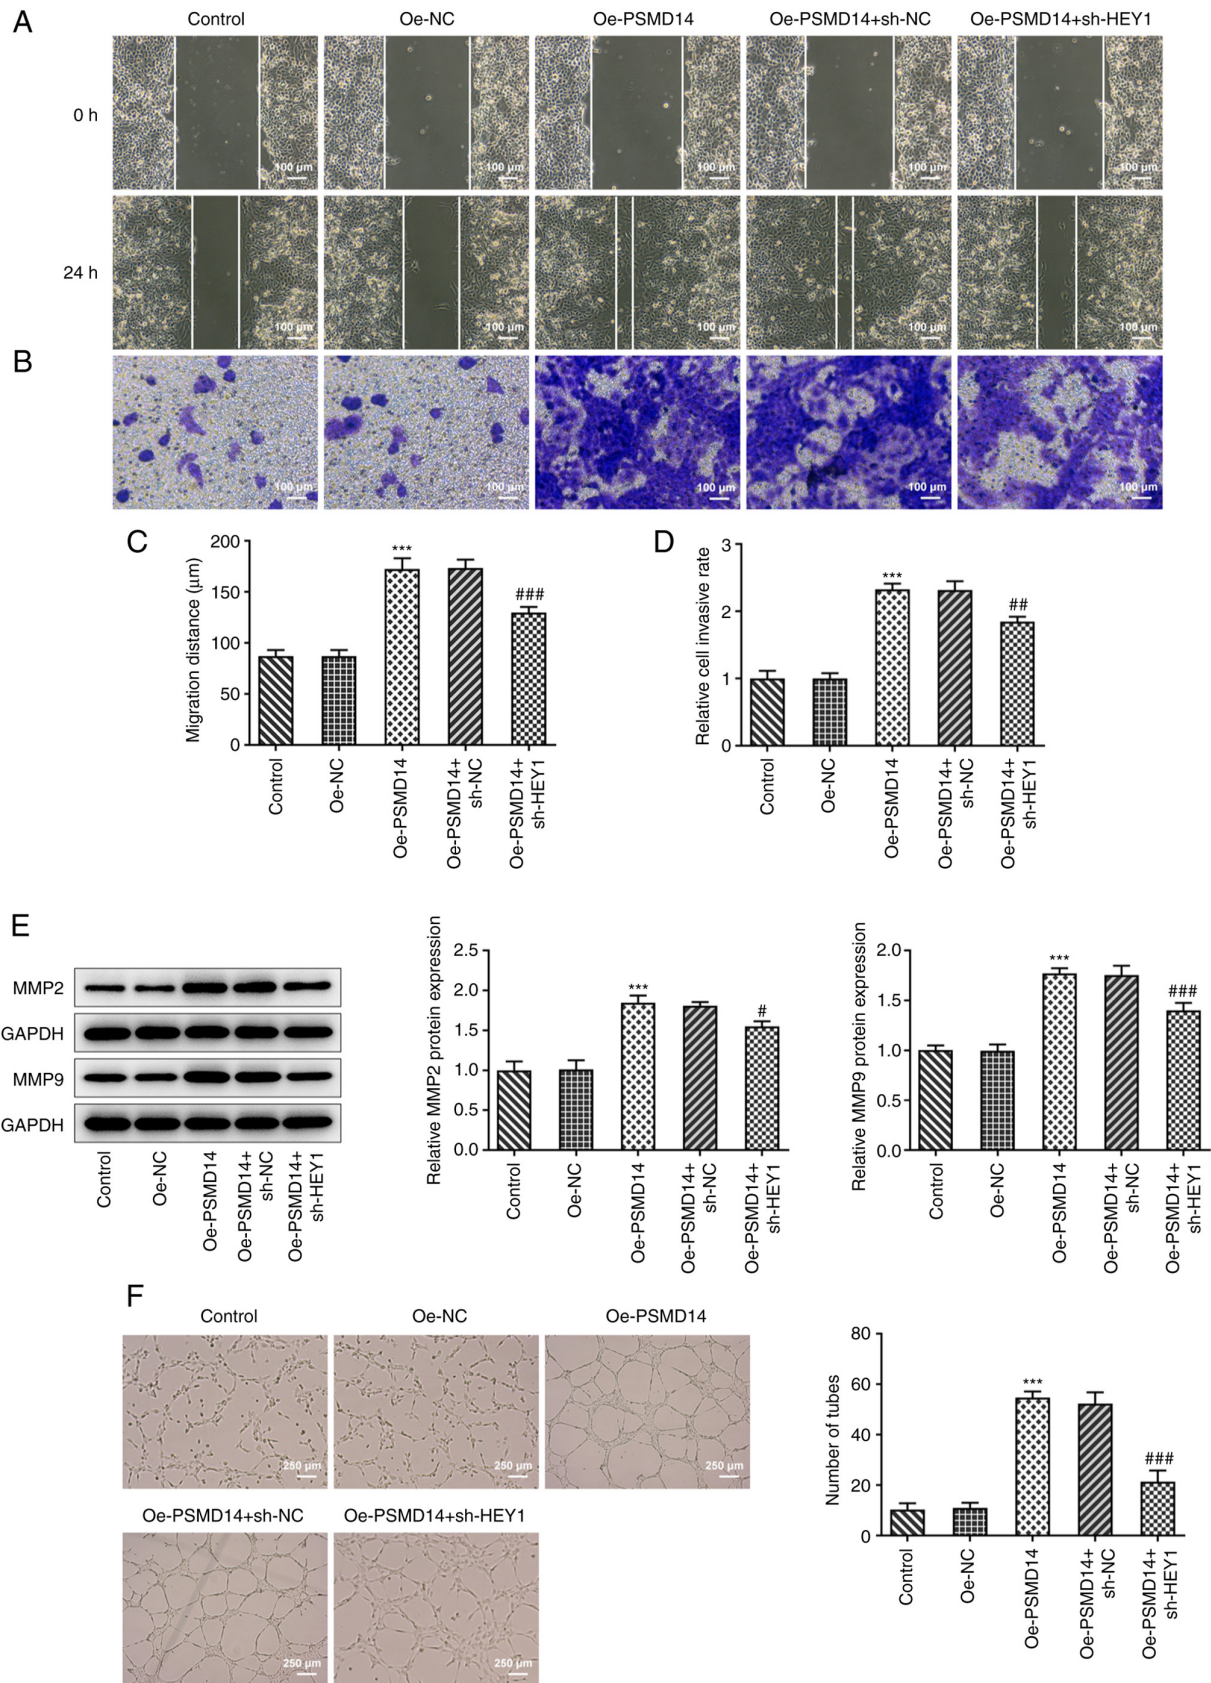 A
Control
Oe-NC
Oe-PSMD14
Oe-PSMD14+sh-NC
Oe-PSMD14+sh-HEY1
0 h
100 µm
100 µm
100 µm
100 µm
100 µm
24 h
100 µm
100 µm
100 µm
100 µm
100 µm
B
100 µm
100 µm
100 µm
100 µm
100 µm
C
Migration distance (µm)
200
150
100
50
0
***
###
Control
Oe-NC
Oe-PSMD14
Oe-PSMD14+
sh-NC
Oe-PSMD14+
sh-HEY1
D
Relative cell invasive rate
3
2
1
0
***
##
Control
Oe-NC
Oe-PSMD14
Oe-PSMD14+
sh-NC
Oe-PSMD14+
sh-HEY1
E
MMP2
GAPDH
MMP9
GAPDH
Control
Oe-NC
Oe-PSMD14
Oe-PSMD14+
sh-NC
Oe-PSMD14+
sh-HEY1
Relative MMP2 protein expression
2.5
2.0
1.5
1.0
0.5
0.0
***
#
Control
Oe-NC
Oe-PSMD14
Oe-PSMD14+
sh-NC
Oe-PSMD14+
sh-HEY1
Relative MMP9 protein expression
2.0
1.5
1.0
0.5
0.0
***
###
Control
Oe-NC
Oe-PSMD14
Oe-PSMD14+
sh-NC
Oe-PSMD14+
sh-HEY1
F
Control
Oe-NC
Oe-PSMD14
250 µm
250 µm
250 µm
Oe-PSMD14+sh-NC
Oe-PSMD14+sh-HEY1
250 µm
250 µm
Number of tubes
80
60
40
20
0
***
###
Control
Oe-NC
Oe-PSMD14
Oe-PSMD14+
sh-NC
Oe-PSMD14+
sh-HEY1